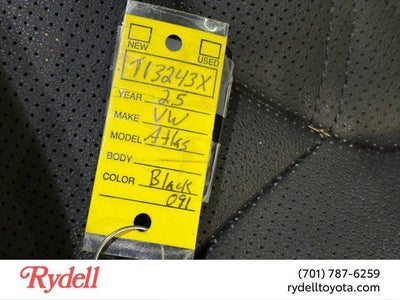 NEW USED
T13243X
YEAR 25
MAKE VW
MODEL Atlas
BODY
COLOR Black
091
Rydell
(701) 787-6259
rydelltoyota.com